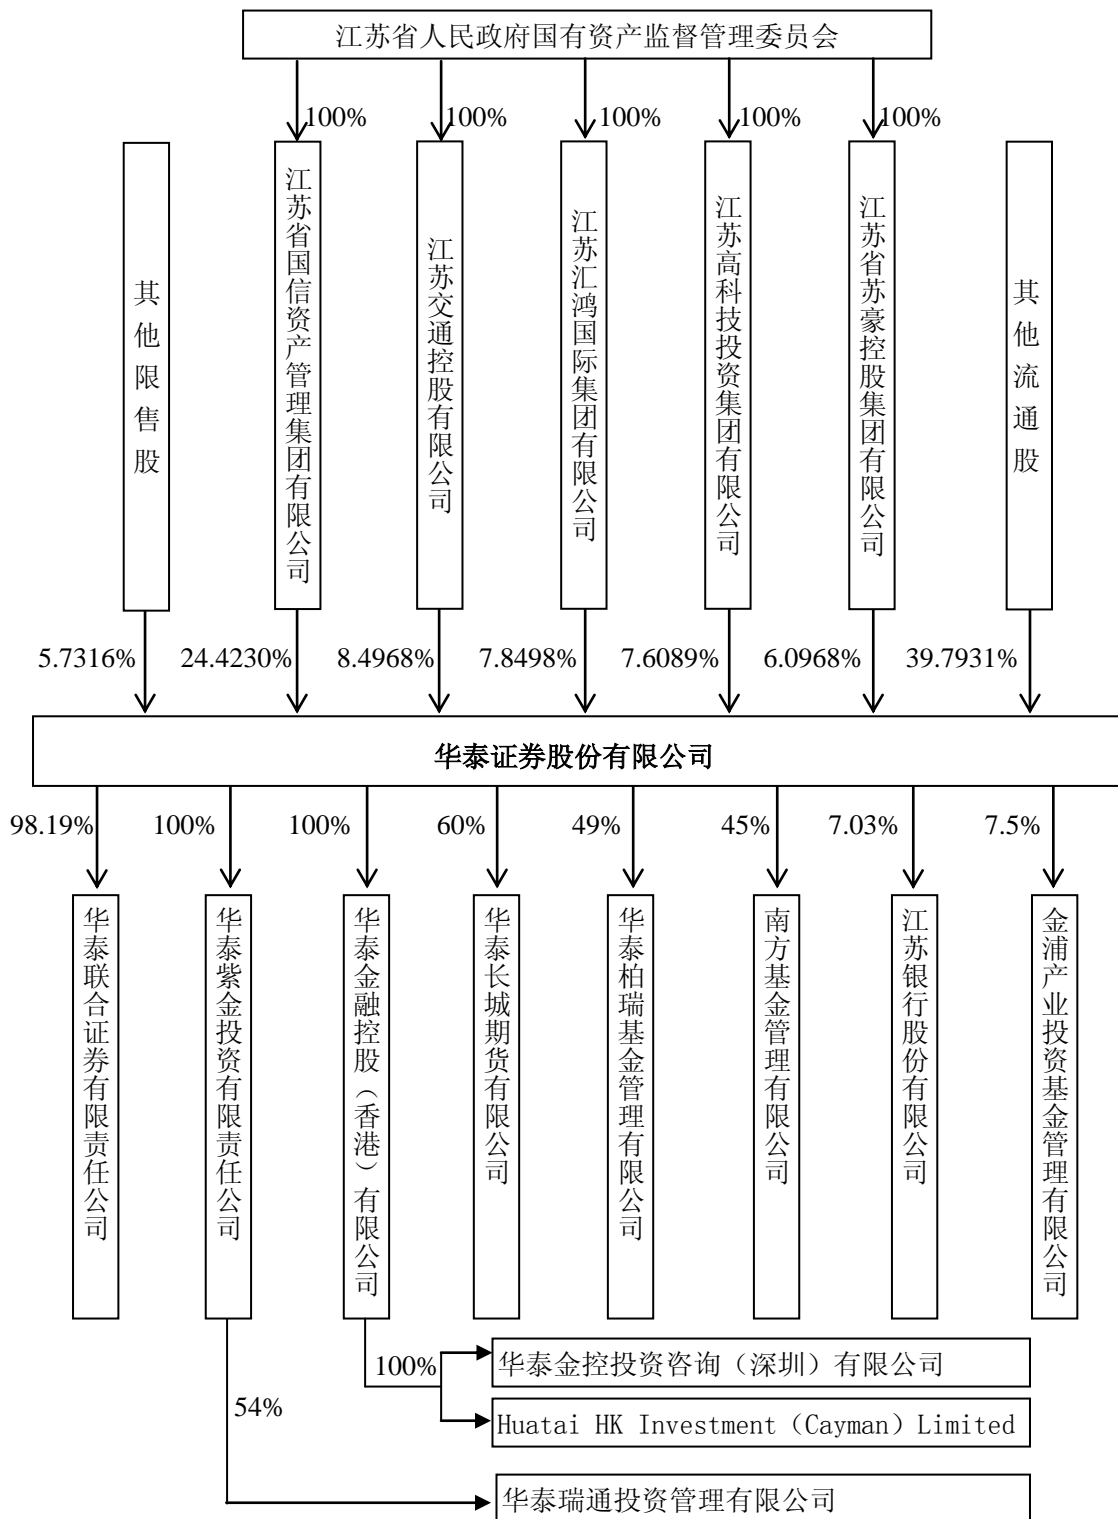 江苏省人民政府国有资产监督管理委员会
100%
100%
100%
100%
100%
其他限售股
江苏省国信资产管理集团有限公司
江苏交通控股有限公司
江苏汇鸿国际集团有限公司
江苏高科技投资集团有限公司
江苏省苏豪控股集团有限公司
其他流通股
5.7316%
24.4230%
8.4968%
7.8498%
7.6089%
6.0968%
39.7931%
华泰证券股份有限公司
98.19%
100%
100%
60%
49%
45%
7.03%
7.5%
华泰联合证券有限责任公司
华泰紫金投资有限责任公司
华泰金融控股（香港）有限公司
华泰长城期货有限公司
华泰柏瑞基金管理有限公司
南方基金管理有限公司
江苏银行股份有限公司
金浦产业投资基金管理有限公司
100%
华泰金控投资咨询（深圳）有限公司
54%
Huatai HK Investment（Cayman）Limited
华泰瑞通投资管理有限公司